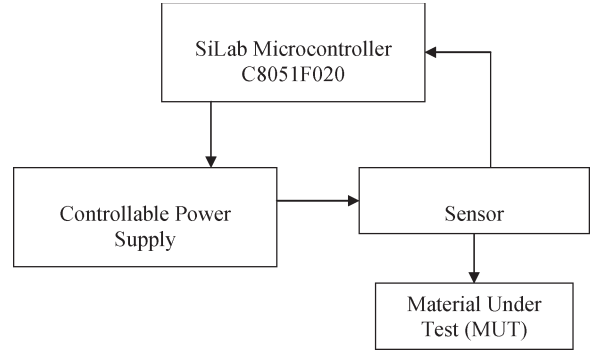 SiLab Microcontroller
C8051F020
Controllable Power
Supply
Sensor
Material Under
Test (MUT)